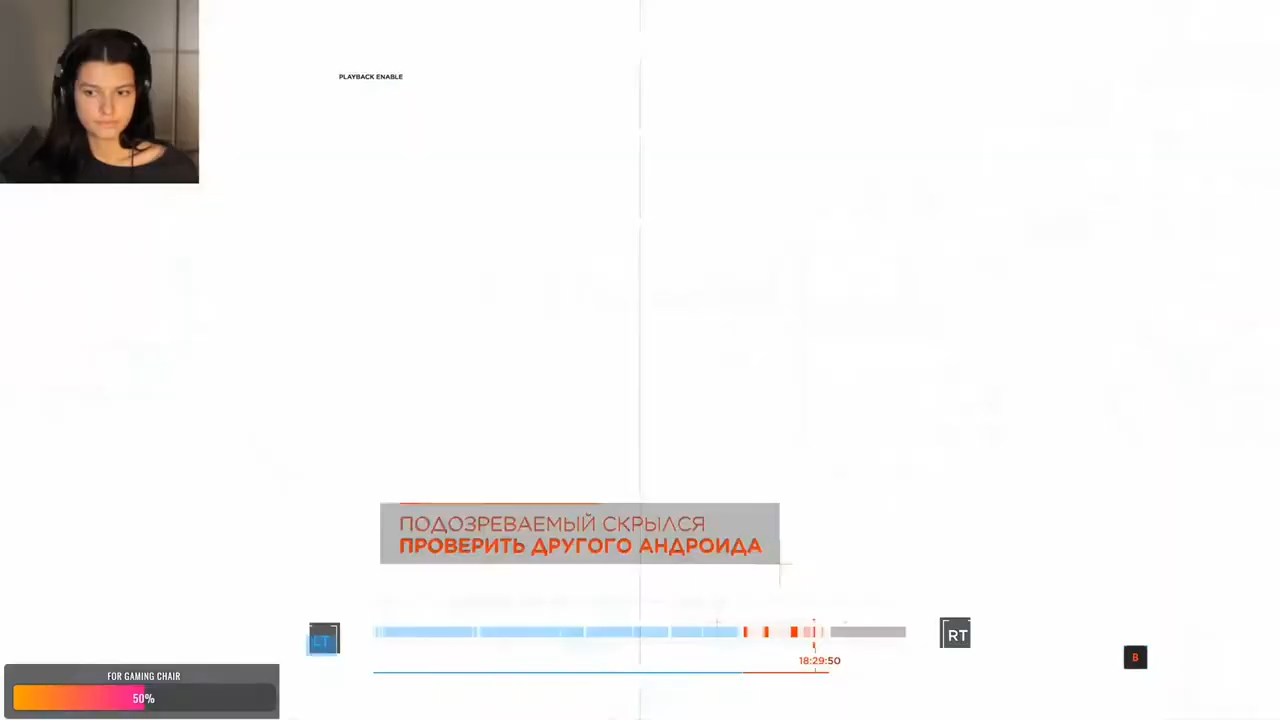 PLAYBACK ENABLE
ПОДОЗРЕВАЕМЫЙ СКРЫЛСЯ
ПРОВЕРИТЬ ДРУГОГО АНДРОИДА
LT
RT
18:29:50
B
FOR GAMING CHAIR
50%